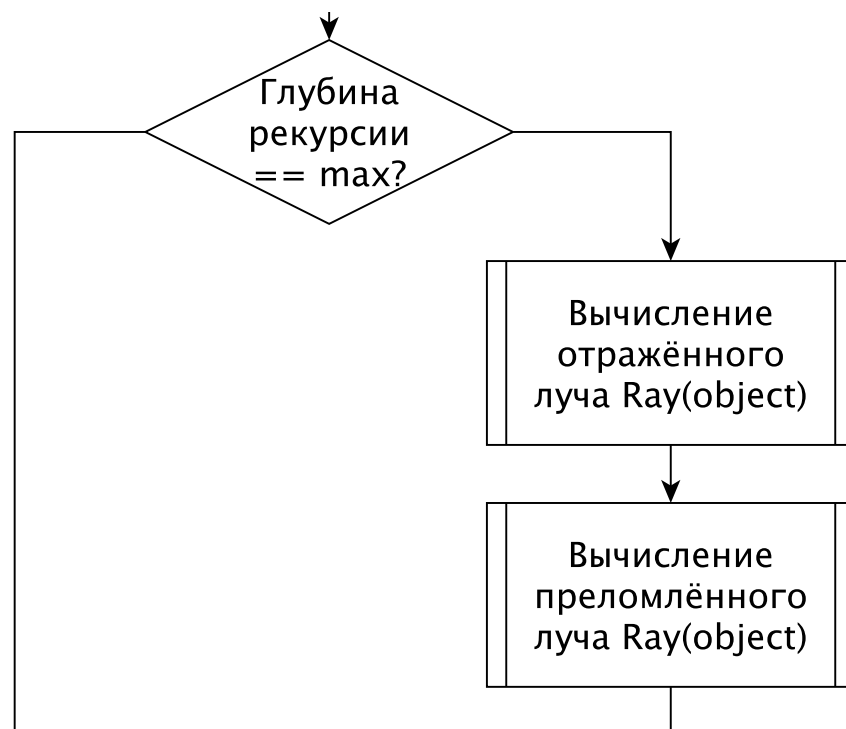 Глубина
рекурсии
== max?
Вычисление
отражённого
луча Ray(object)
Вычисление
преломлённого
луча Ray(object)